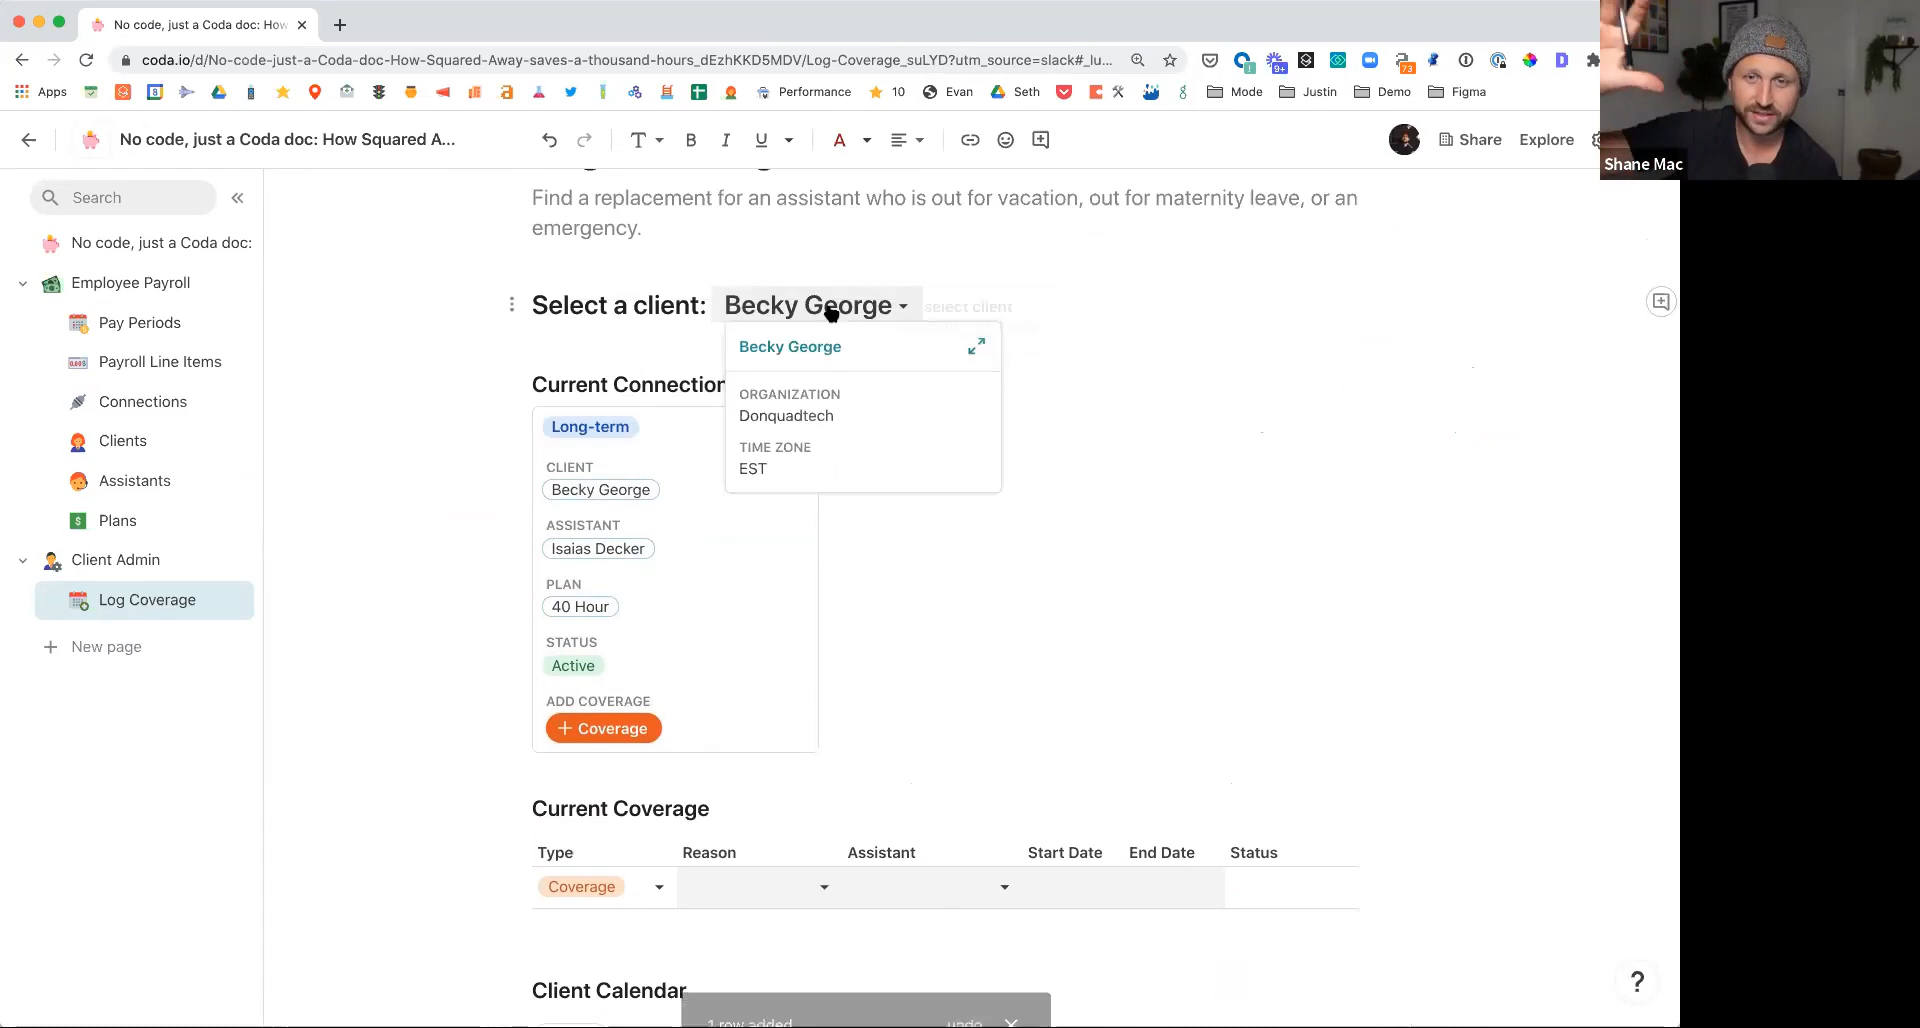 No code, just a Coda doc: How
coda.io/d/No-code-just-a-Coda-doc-How-Squared-Away-saves-a-thousand-hours_dEzhKKD5MDV/Log-Coverage_suLYD?utm_source=slack#_lu...
9+
73
Apps
8
Performance
10
Evan
Seth
Mode
Justin
Demo
Figma
No code, just a Coda doc: How Squared A...
T
B
I
U
A
Share
Explore
Shane Mac
Search
No code, just a Coda doc:
Employee Payroll
Pay Periods
Payroll Line Items
Connections
Clients
Assistants
Plans
Client Admin
Log Coverage
New page
Find a replacement for an assistant who is out for vacation, out for maternity leave, or an
emergency.
Select a client: Becky George select client
Becky George
ORGANIZATION
Donquadtech
TIME ZONE
EST
Current Connection
Long-term
CLIENT
Becky George
ASSISTANT
Isaias Decker
PLAN
40 Hour
STATUS
Active
ADD COVERAGE
+ Coverage
Current Coverage
Type Reason Assistant Start Date End Date Status
Coverage
Client Calendar
1 row added undo
?